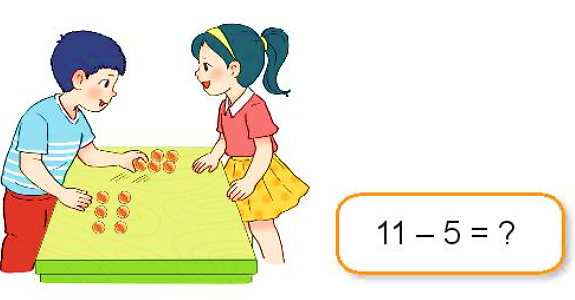 11 – 5 = ?